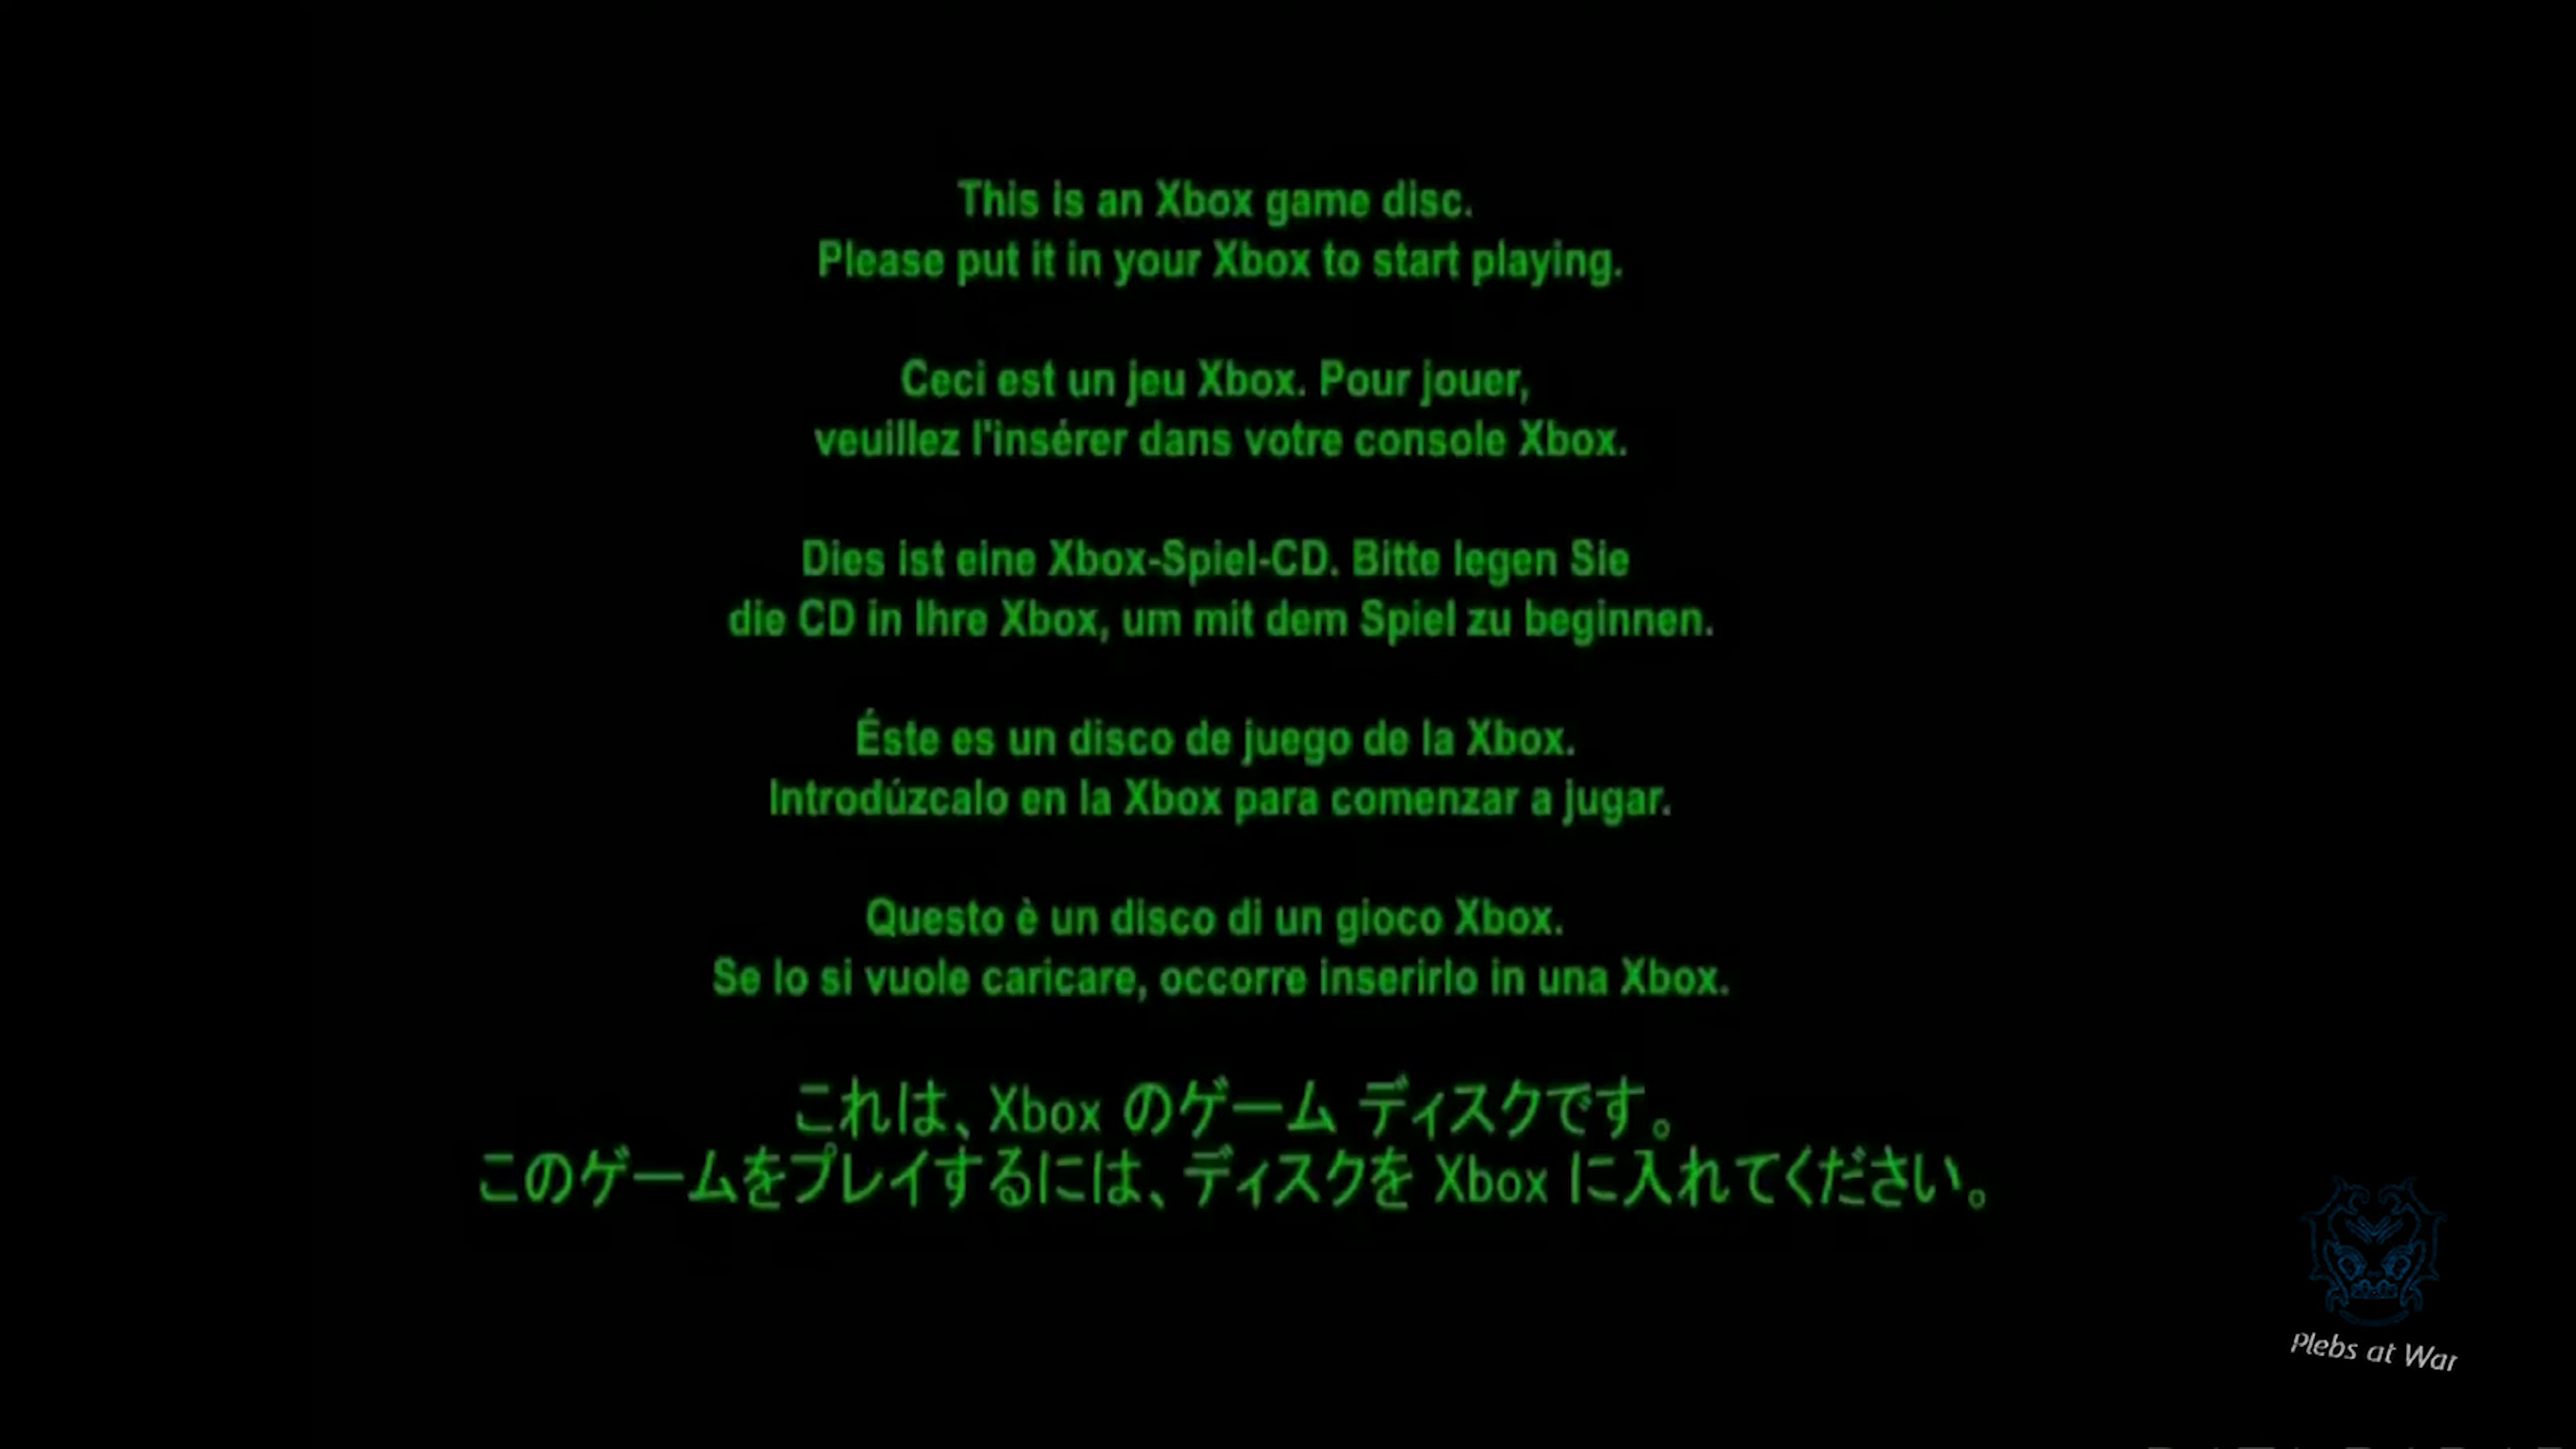 This is an Xbox game disc.
Please put it in your Xbox to start playing.
Ceci est un jeu Xbox. Pour jouer,
veuillez l'insérer dans votre console Xbox.
Dies ist eine Xbox-Spiel-CD. Bitte legen Sie
die CD in Ihre Xbox, um mit dem Spiel zu beginnen.
Éste es un disco de juego de la Xbox.
Introdúzcalo en la Xbox para comenzar a jugar.
Questo è un disco di un gioco Xbox.
Se lo si vuole caricare, occorre inserirlo in una Xbox.
これは、Xbox のゲーム ディスクです。
このゲームをプレイするには、ディスクを Xbox に入れてください。
Plebs at War